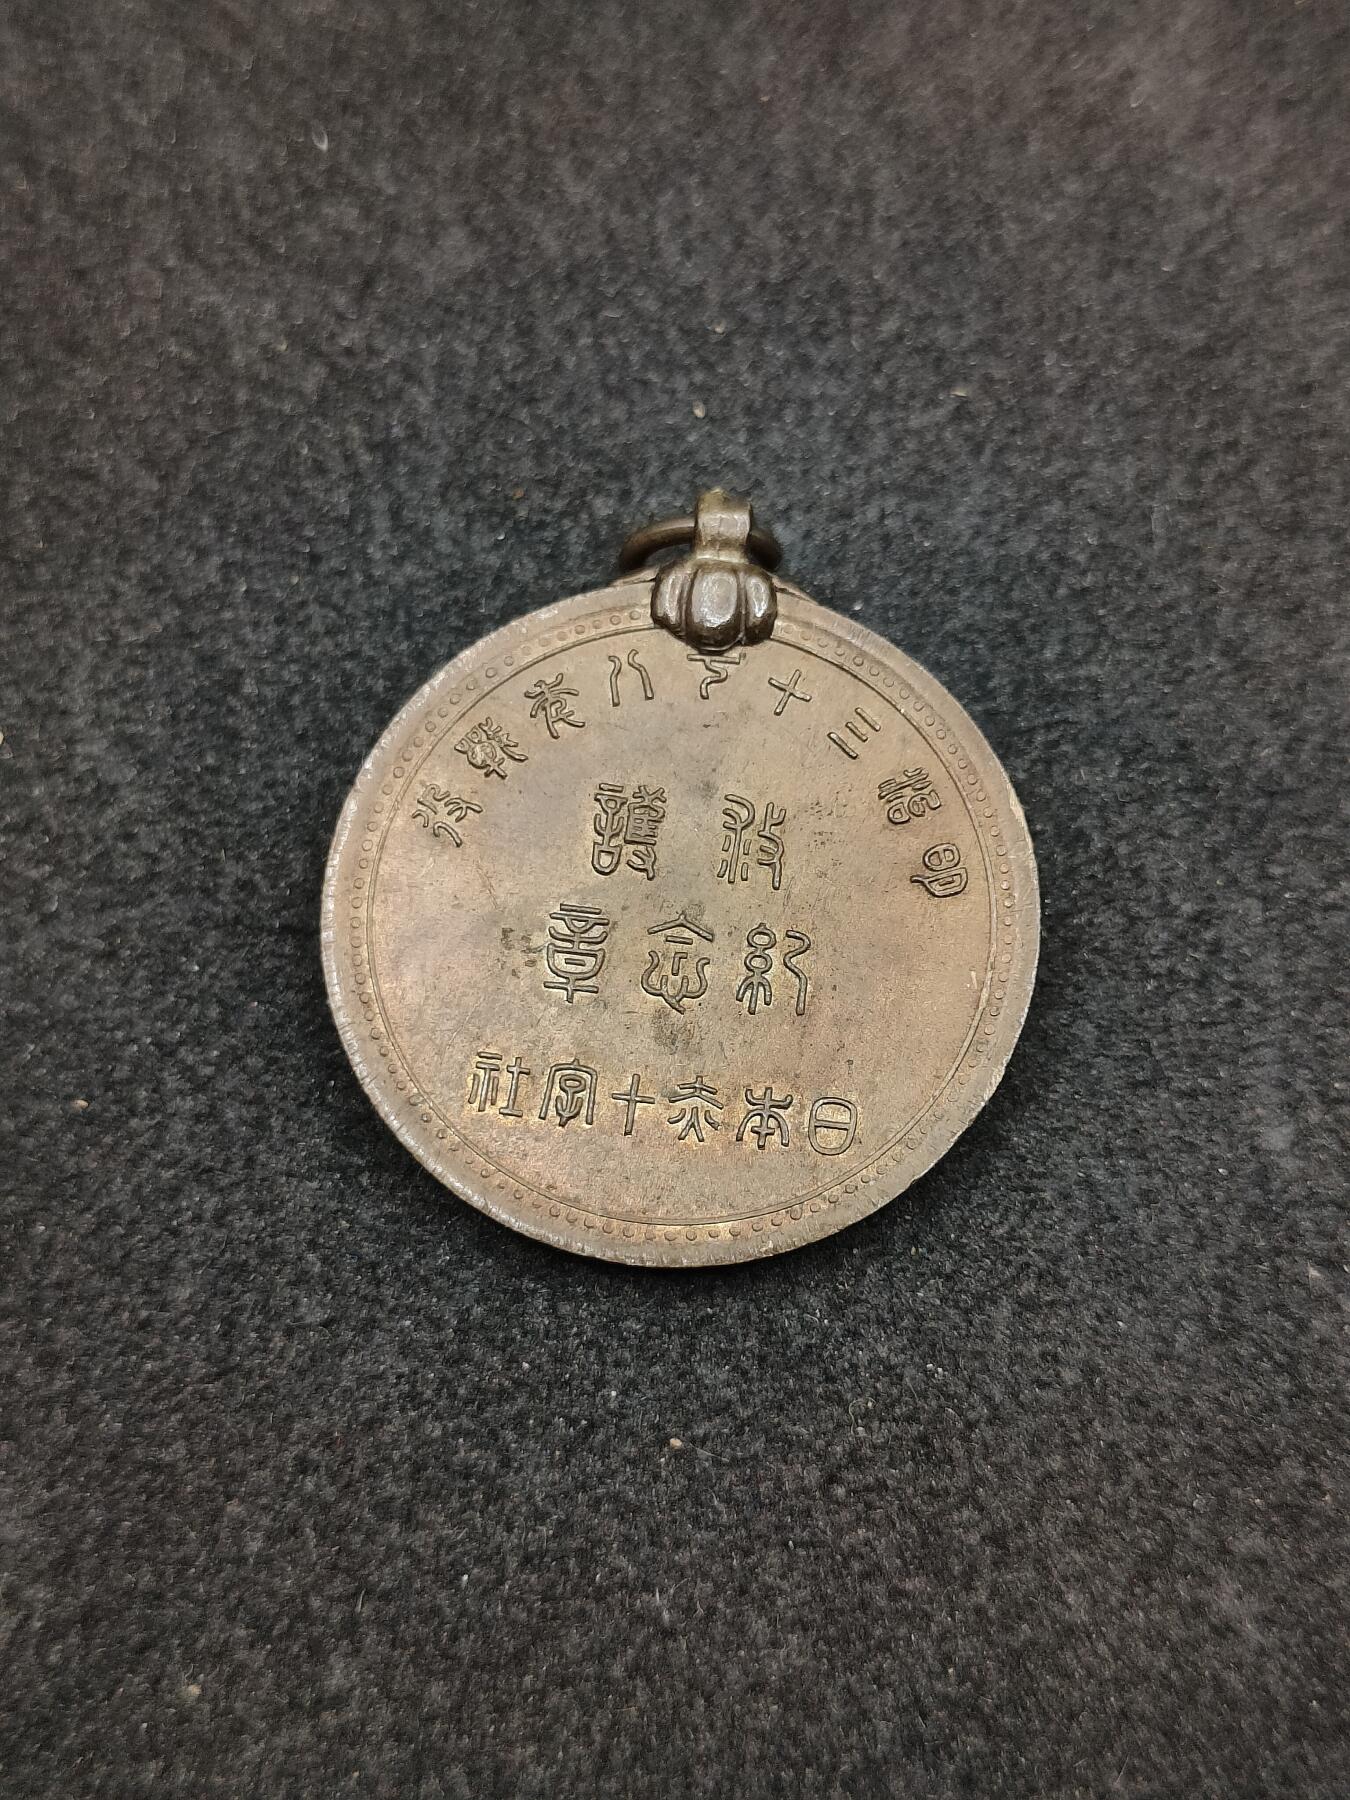 明治三十七八年戰役
救護
紀念章
日本赤十字社